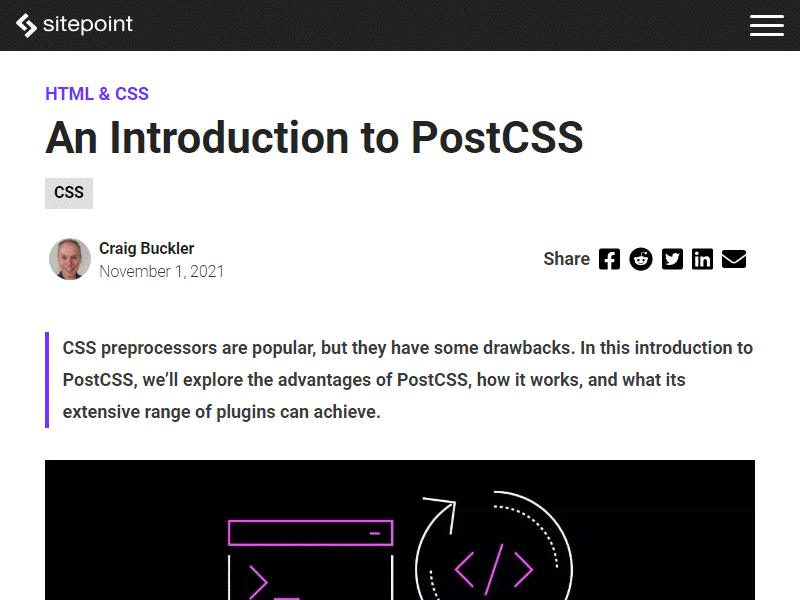 sitepoint
HTML & CSS
An Introduction to PostCSS
CSS
Craig Buckler
November 1, 2021
Share
CSS preprocessors are popular, but they have some drawbacks. In this introduction to
PostCSS, we’ll explore the advantages of PostCSS, how it works, and what its
extensive range of plugins can achieve.